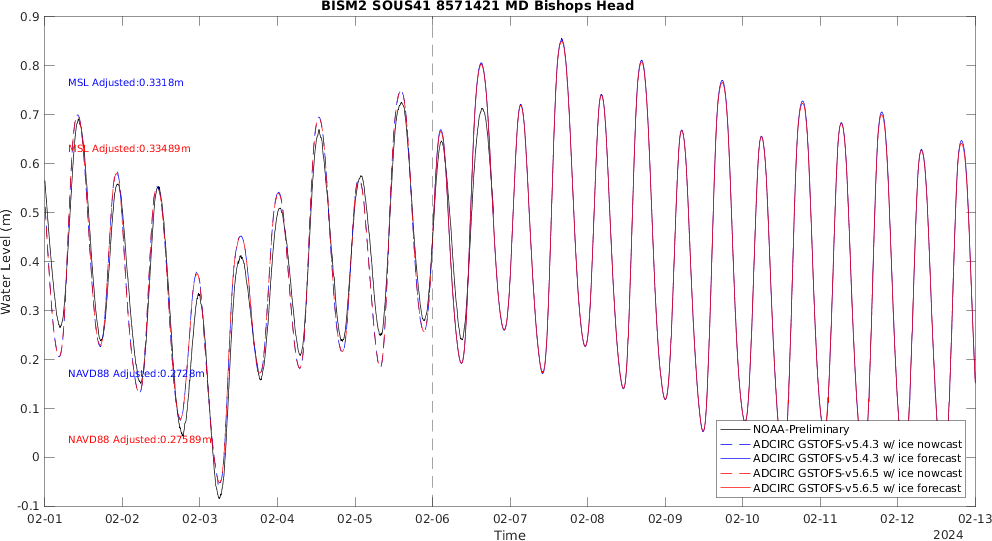 BISM2 SOUS41 8571421 MD Bishops Head
0.9
0.8
0.7
0.6
0.5
0.4
0.3
0.2
0.1
0
-0.1
Water Level (m)
MSL Adjusted:0.3318m
MSL Adjusted:0.33489m
NAVD88 Adjusted:0.2728m
NAVD88 Adjusted:0.27589m
NOAA-Preliminary
ADCIRC GSTOFS-v5.4.3 w/ ice nowcast
ADCIRC GSTOFS-v5.4.3 w/ ice forecast
ADCIRC GSTOFS-v5.6.5 w/ ice nowcast
ADCIRC GSTOFS-v5.6.5 w/ ice forecast
02-01 02-02 02-03 02-04 02-05 02-06 02-07 02-08 02-09 02-10 02-11 02-12 02-13
Time
2024